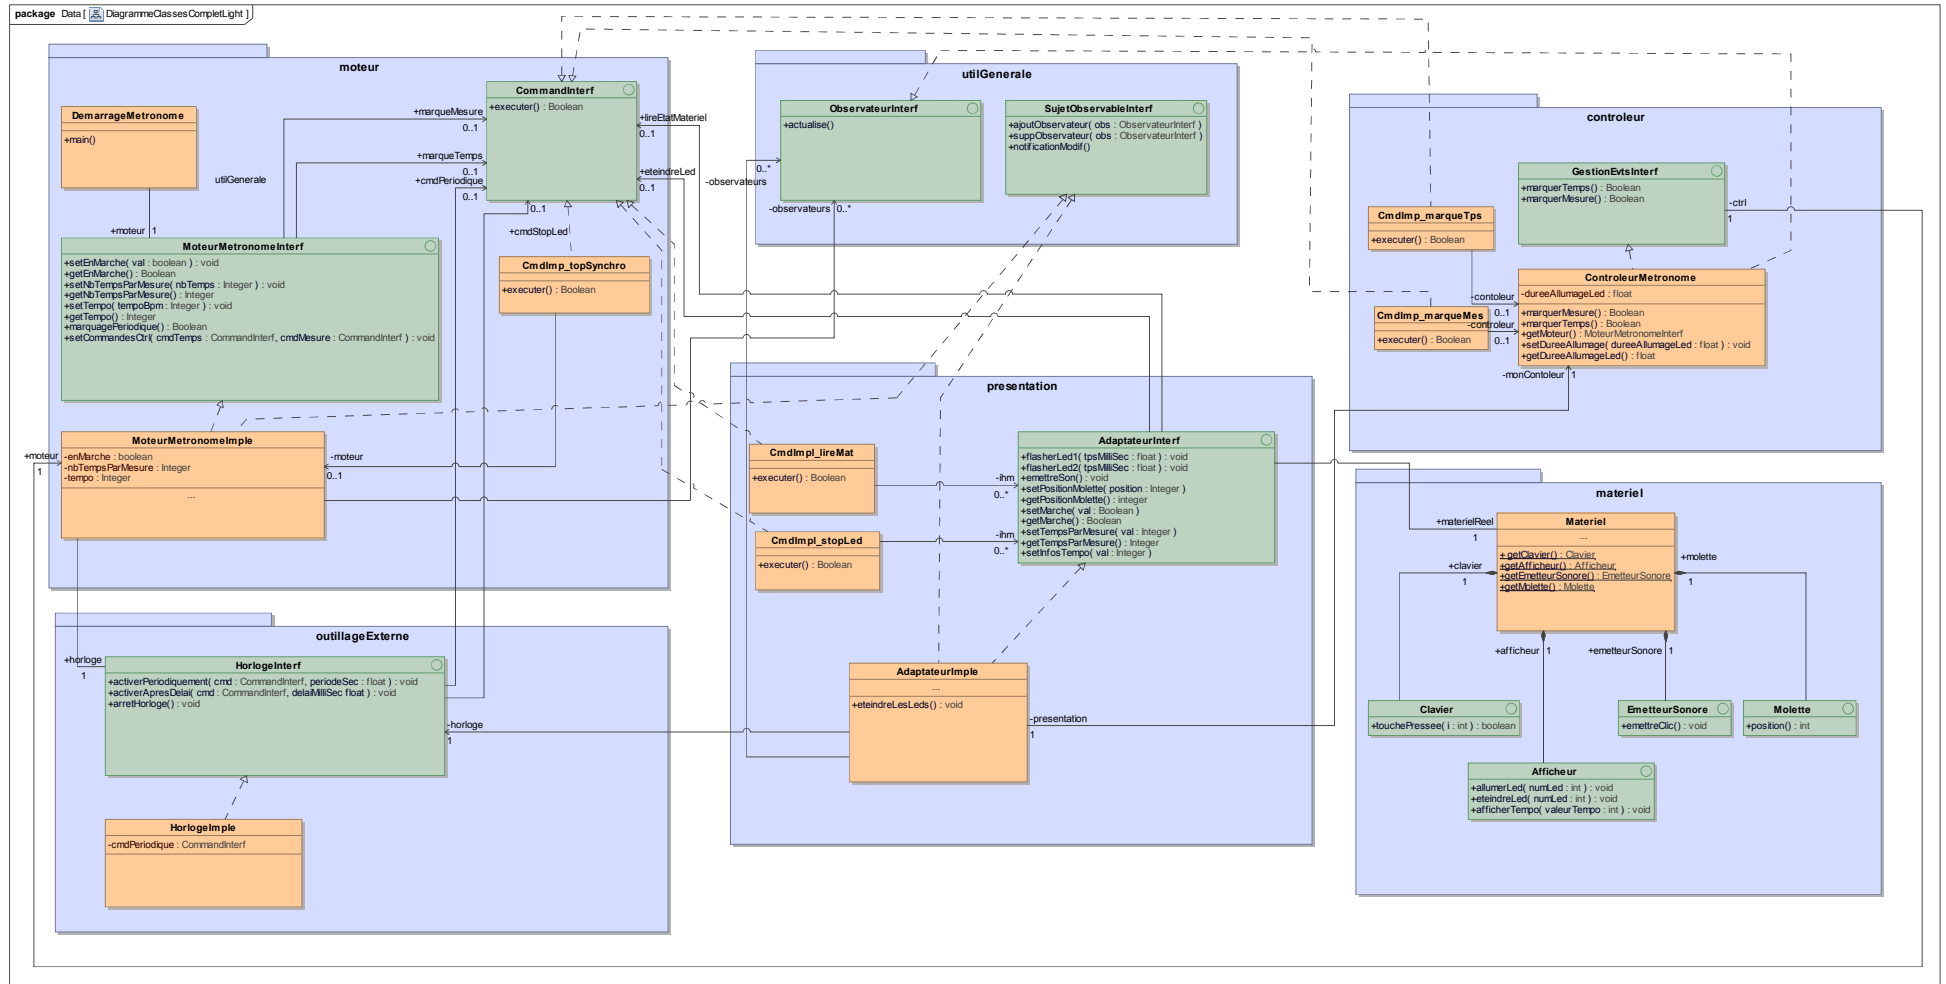 package Data [ DiagrammeClassesCompletLight ]
moteur
DemarrageMetronome
+main()
CommandInterf
+executer() : Boolean
+marqueMesure
0..1
+marqueTemps
0..1
+cmdPeriodique
0..1
utilGenerale
+lireEtatMateriel
0..1
+eteindreLed
0..1
0..1
+cmdStopLed
+moteur
1
MoteurMetronomeInterf
+setEnMarche( val : boolean ) : void
+getEnMarche() : Boolean
+setNbTempsParMesure( nbTemps : Integer ) : void
+getNbTempsParMesure() : Integer
+setTempo( tempoBpm : Integer ) : void
+getTempo() : Integer
+marquagePeriodique() : Boolean
+setCommandesCtrl( cmdTemps : CommandInterf, cmdMesure : CommandInterf ) : void
CmdImp_topSynchro
+executer() : Boolean
MoteurMetronomeImple
-enMarche : boolean
-nbTempsParMesure : Integer
-tempo : Integer
...
+moteur
1
-moteur
0..1
utilGenerale
ObservateurInterf
+actualise()
SujetObservableInterf
+ajoutObservateur( obs : ObservateurInterf )
+suppObservateur( obs : ObservateurInterf )
+notificationModif()
0..*
-observateurs
-observateurs
0..*
controleur
GestionEvtsInterf
+marquerTemps() : Boolean
+marquerMesure() : Boolean
-ctrl
1
CmdImp_marqueTps
+executer() : Boolean
ControleurMetronome
-dureeAllumageLed : float
+marquerMesure() : Boolean
+marquerTemps() : Boolean
+getMoteur() : MoteurMetronomeInterf
+setDureeAllumage( dureeAllumageLed : float ) : void
+getDureeAllumageLed() : float
-contoleur
0..1
CmdImp_marqueMes
+executer() : Boolean
-controleur
0..1
-monContoleur
1
presentation
CmdImpl_lireMat
+executer() : Boolean
-ihm
0..*
CmdImpl_stopLed
+executer() : Boolean
-ihm
0..*
AdaptateurInterf
+flasherLed1( tpsMilliSec : float ) : void
+flasherLed2( tpsMilliSec : float ) : void
+emettreSon() : void
+setPositionMolette( position : Integer )
+getPositionMolette() : integer
+setMarche( val : Boolean )
+getMarche() : Boolean
+setTempsParMesure( val : Integer )
+getTempsParMesure() : Integer
+setInfosTempo( val : Integer )
AdaptateurImple
...
+eteindreLesLeds() : void
-presentation
1
-horloge
1
outillageExterne
+horloge
1
HorlogeInterf
+activerPeriodiquement( cmd : CommandInterf, periodeSec : float ) : void
+activerApresDelai( cmd : CommandInterf, delaiMilliSec float ) : void
+arretHorloge() : void
HorlogeImple
-cmdPeriodique : CommandInterf
materiel
+materielReel
1
Materiel
...
+ getClavier() : Clavier
+getAfficheur() : Afficheur
+getEmetteurSonore() : EmetteurSonore
+getMolette() : Molette
+clavier
1
+molette
1
+afficheur
1
+emetteurSonore
1
Clavier
+touchePressee( i : int ) : boolean
EmetteurSonore
+emettreClic() : void
Molette
+position() : int
Afficheur
+allumerLed( numLed : int ) : void
+eteindreLed( numLed : int ) : void
+afficherTempo( valeurTempo : int ) : void